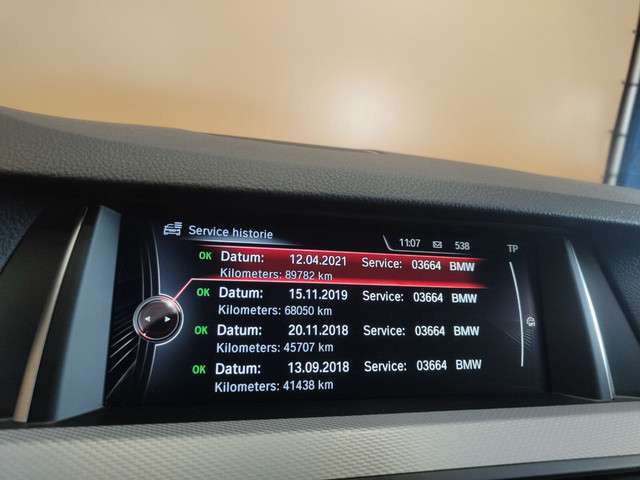 Service historie
11:07 538 TP
OK Datum: 12.04.2021 Service: 03664 BMW
Kilometers: 89782 km
OK Datum: 15.11.2019 Service: 03664 BMW
Kilometers: 68050 km
OK Datum: 20.11.2018 Service: 03664 BMW
Kilometers: 45707 km
OK Datum: 13.09.2018 Service: 03664 BMW
Kilometers: 41438 km